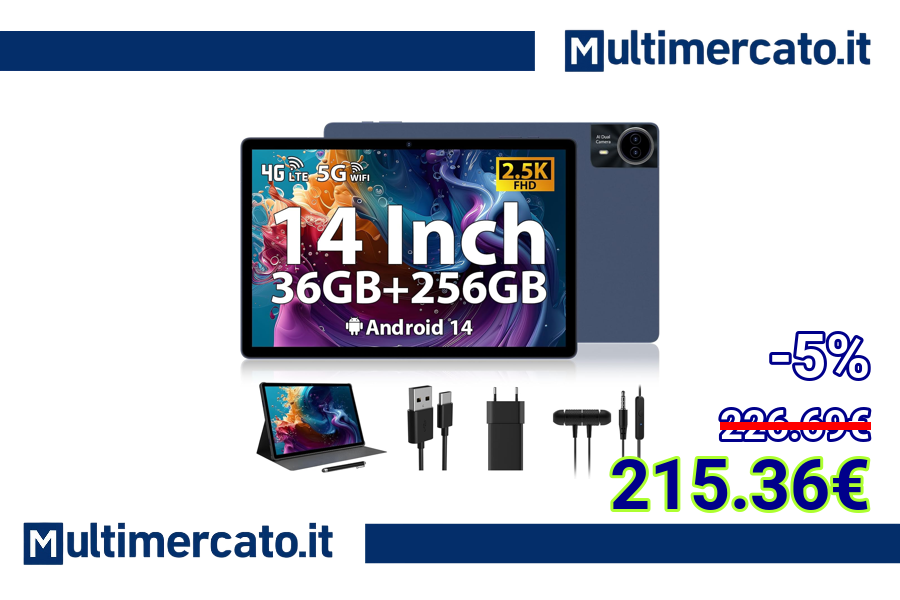 Multimercato.it
AI Dual
Camera
4G LTE 5G WIFI
2.5K
FHD
14 Inch
36GB+256GB
Android 14
-5%
226.69€
215.36€
Multimercato.it